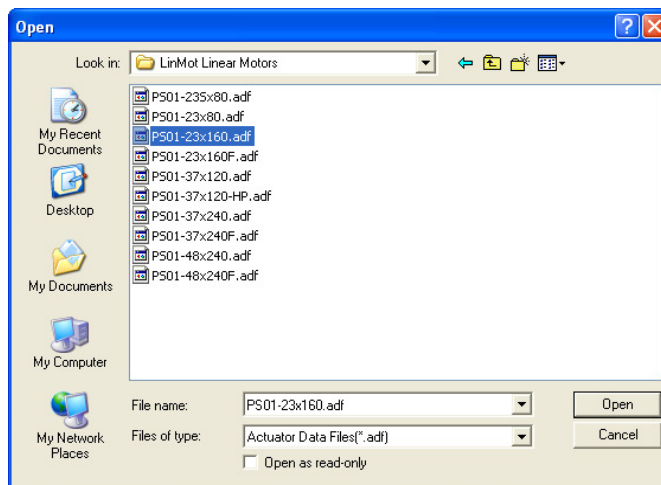 Open
Look in:
LinMot Linear Motors
My Recent
Documents
Desktop
My Documents
My Computer
My Network
Places
PS01-235x80.adf
PS01-23x80.adf
PS01-23x160.adf
PS01-23x160F.adf
PS01-37x120.adf
PS01-37x120-HP.adf
PS01-37x240.adf
PS01-37x240F.adf
PS01-48x240.adf
PS01-48x240F.adf
File name:
PS01-23x160.adf
Open
Files of type:
Actuator Data Files(*.adf)
Cancel
Open as read-only